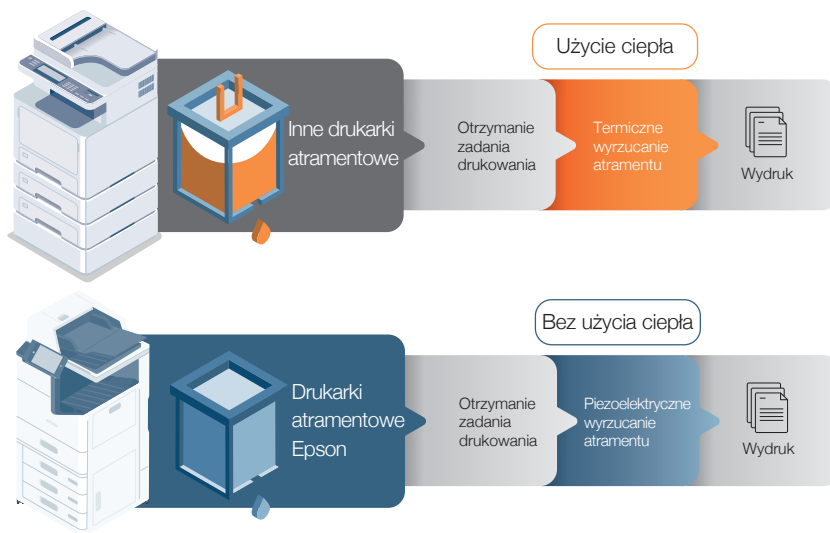 Użycie ciepła
Inne drukarki
atramentowe
Otrzymanie
zadania
drukowania
Termiczne
wyrzucanie
atramentu
Wydruk
Bez użycia ciepła
Drukarki
atramentowe
Epson
Otrzymanie
zadania
drukowania
Piezoelektryczne
wyrzucanie
atramentu
Wydruk